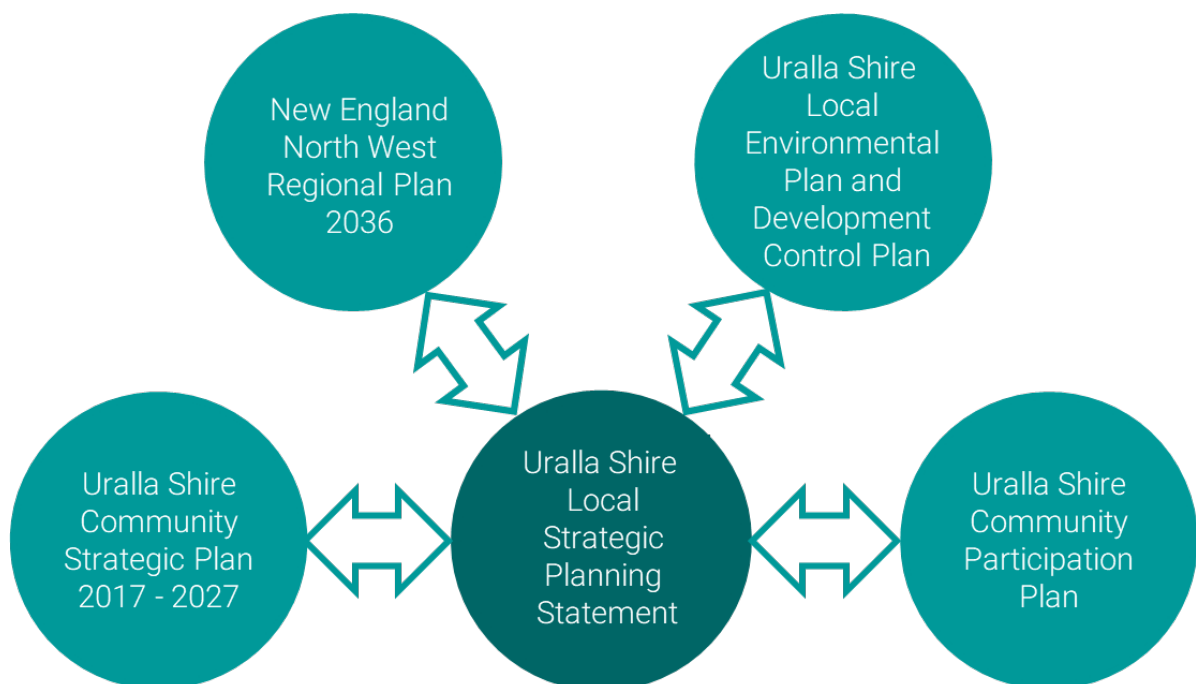 New England
North West
Regional Plan
2036
Uralla Shire
Local
Environmental
Plan and
Development
Control Plan
Uralla Shire
Community
Strategic Plan
2017 - 2027
Uralla Shire
Local
Strategic
Planning
Statement
Uralla Shire
Community
Participation
Plan